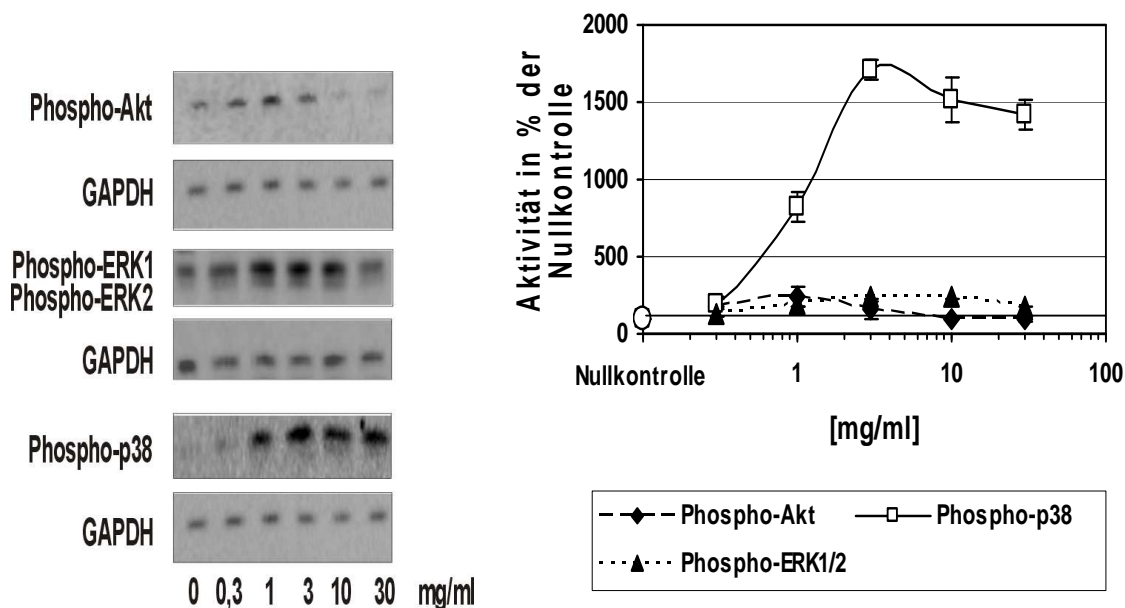 Phospho-Akt
GAPDH
Phospho-ERK1
Phospho-ERK2
GAPDH
Phospho-p38
GAPDH
0 0,3 1 3 10 30 mg/ml
Aktivität in % der
Nullkontrolle
2000
1500
1000
500
0
Nullkontrolle 1 10 100
[mg/ml]
Phospho-Akt Phospho-p38
Phospho-ERK1/2